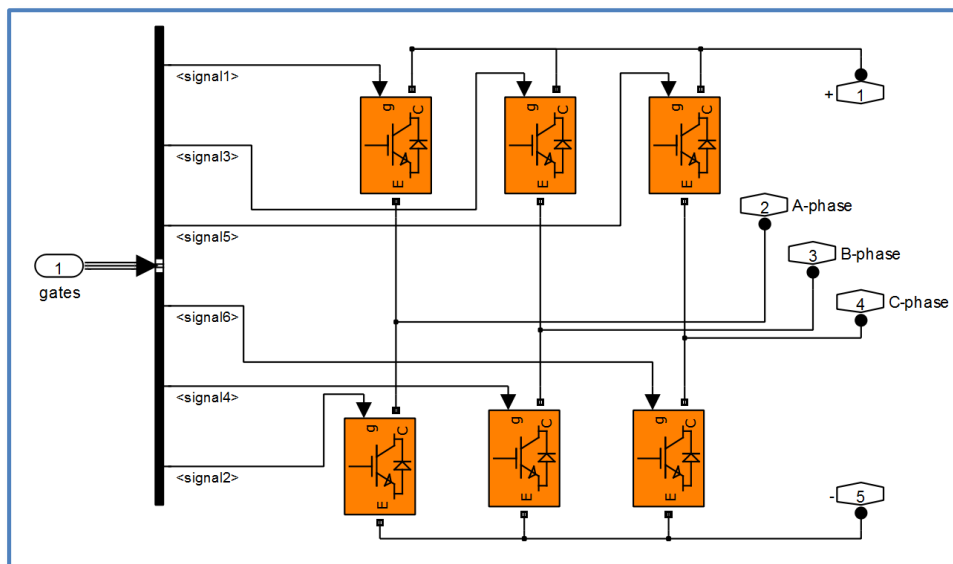 <signal1>
<signal3>
<signal5>
<signal6>
<signal4>
<signal2>
1
gates
g C
E
g C
E
g C
E
g C
E
g C
E
g C
E
+ 1
2 A-phase
3 B-phase
4 C-phase
- 5